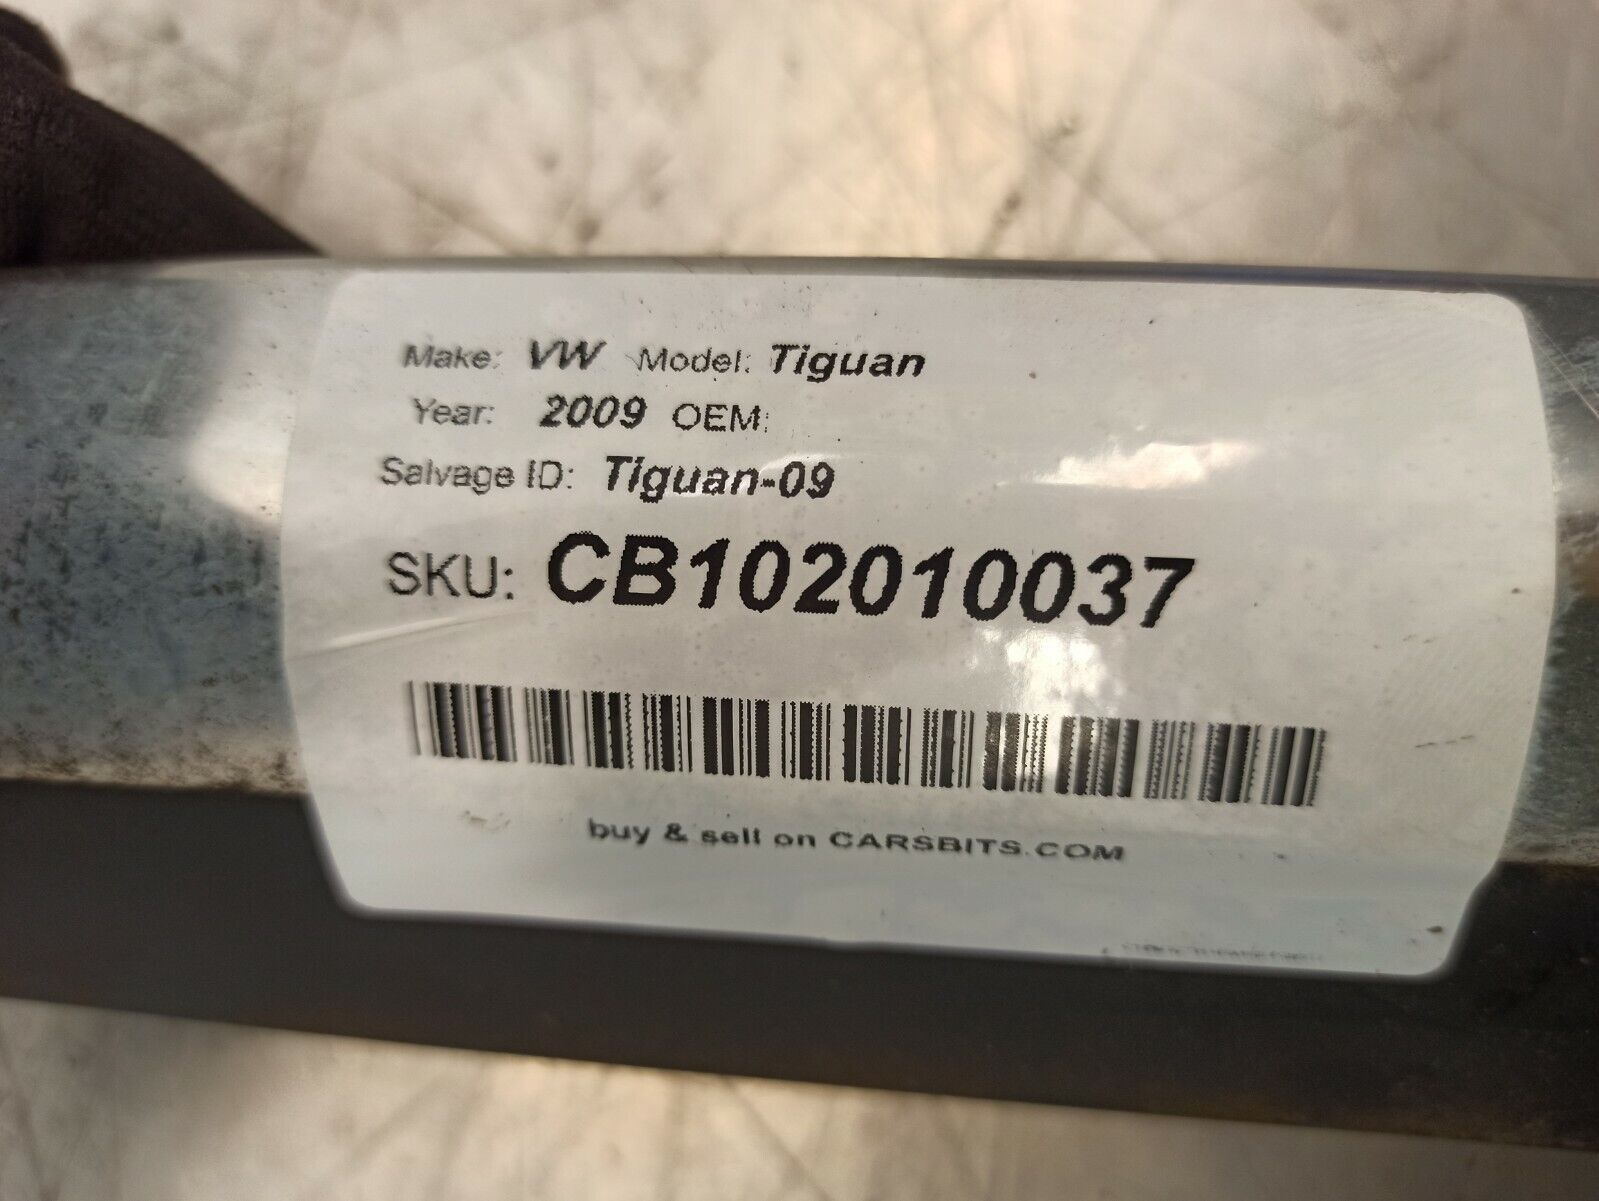 Make: VW Model: Tiguan
Year: 2009 OEM:
Salvage ID: Tiguan-09
SKU: CB102010037
buy & sell on CARSBITS.COM